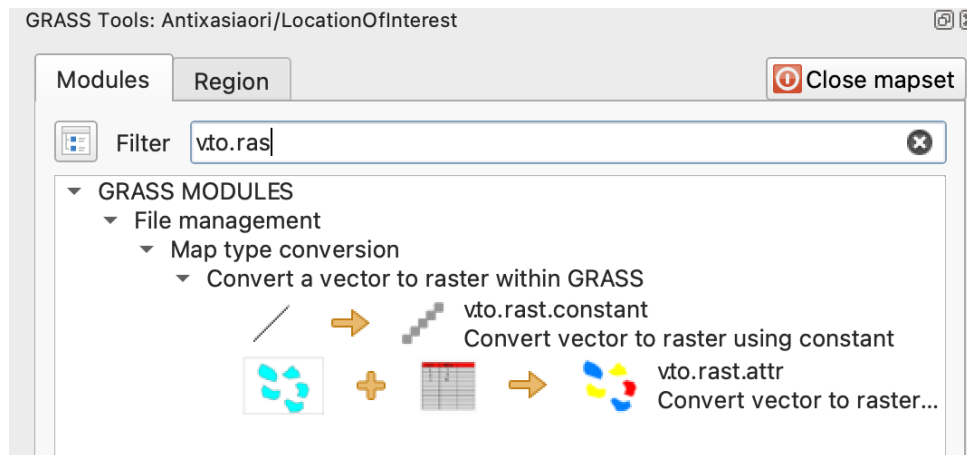 GRASS Tools: Antixasiaori/LocationOfInterest
Modules
Region
Close mapset
Filter
v.to.ras
GRASS MODULES
File management
Map type conversion
Convert a vector to raster within GRASS
v.to.rast.constant
Convert vector to raster using constant
v.to.rast.attr
Convert vector to raster...